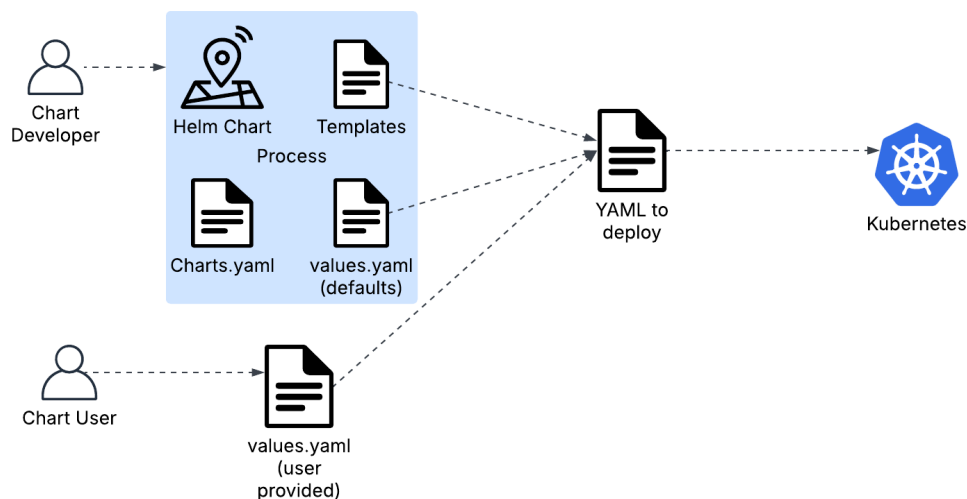 Chart
Developer
Helm Chart
Templates
Process
Charts.yaml
values.yaml
(defaults)
YAML to
deploy
Kubernetes
Chart User
values.yaml
(user
provided)